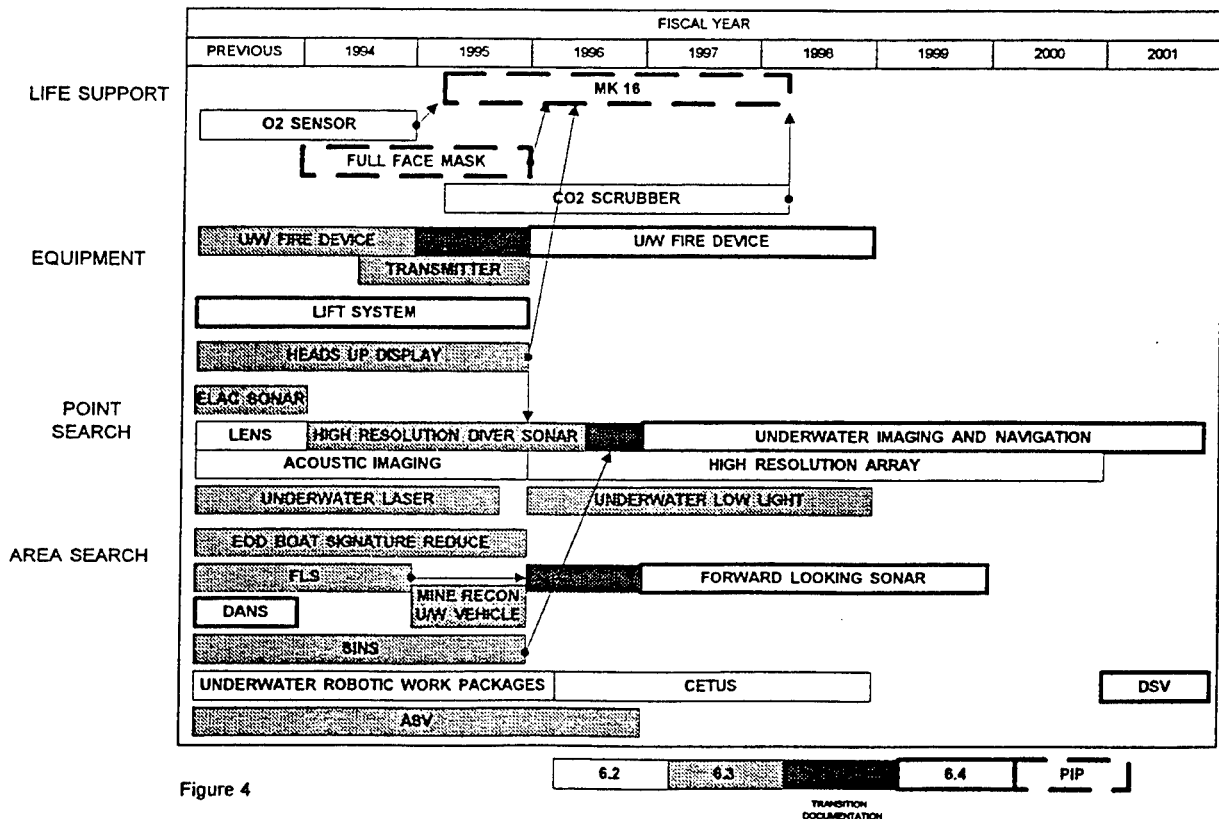 FISCAL YEAR
PREVIOUS 1994 1995 1996 1997 1998 1999 2000 2001
LIFE SUPPORT
MK 16
O2 SENSOR
FULL FACE MASK
CO2 SCRUBBER
EQUIPMENT
U/W FIRE DEVICE U/W FIRE DEVICE
TRANSMITTER
LIFT SYSTEM
HEADS UP DISPLAY
POINT
SEARCH
ELAC SONAR
LENS HIGH RESOLUTION DIVER SONAR UNDERWATER IMAGING AND NAVIGATION
ACOUSTIC IMAGING HIGH RESOLUTION ARRAY
UNDERWATER LASER UNDERWATER LOW LIGHT
AREA SEARCH
EOD BOAT SIGNATURE REDUCE
FLS FORWARD LOOKING SONAR
MINE RECON
U/W VEHICLE
DANS
SINS
UNDERWATER ROBOTIC WORK PACKAGES CETUS DSV
ASV
Figure 4
6.2 6.3 6.4 PIP
TRANSITION
DOCUMENTATION